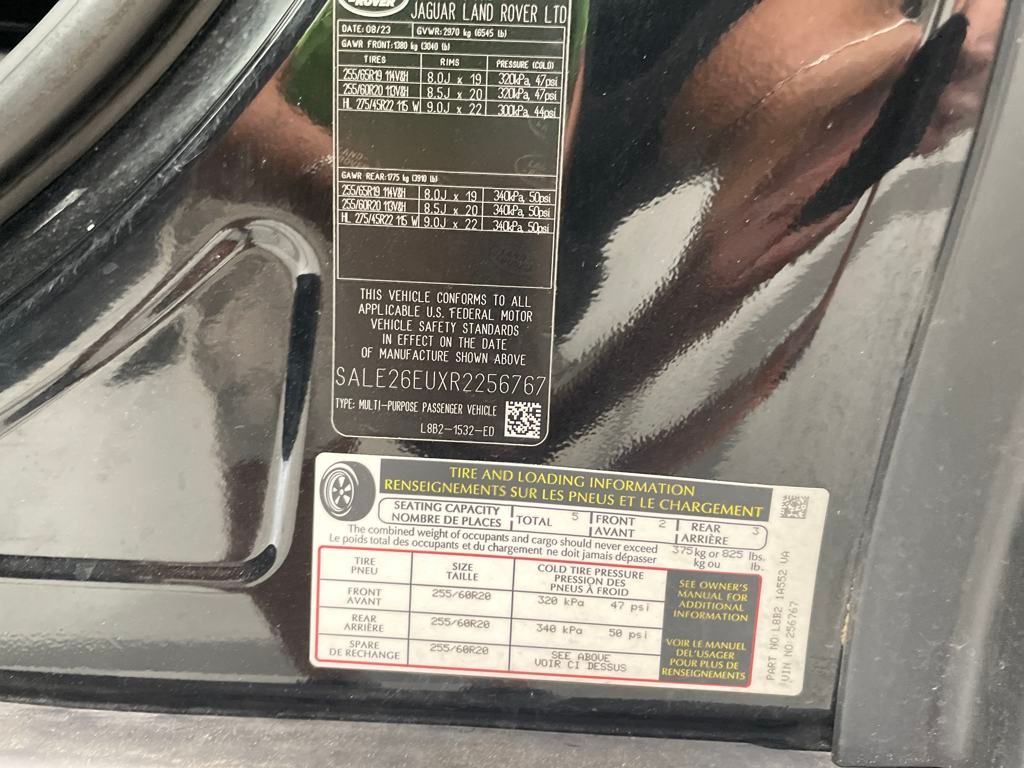 ROVER
JAGUAR LAND ROVER LTD
DATE: 08/23 GVWR: 2970 kg (6545 lb)
GAWR FRONT: 1380 kg (3040 lb)
TIRES RIMS PRESSURE (COLD)
255/65R19 114V&H 8.0J x 19 320kPa, 47psi
255/60R20 113V&H 8.5J x 20 320kPa, 47psi
HL 275/45R22 115 W 9.0J x 22 300kPa, 44psi
GAWR REAR: 1775 kg (3910 lb)
255/65R19 114V&H 8.0J x 19 340kPa, 50psi
255/60R20 113V&H 8.5J x 20 340kPa, 50psi
HL 275/45R22 115 W 9.0J x 22 340kPa, 50psi
THIS VEHICLE CONFORMS TO ALL
APPLICABLE U.S. FEDERAL MOTOR
VEHICLE SAFETY STANDARDS
IN EFFECT ON THE DATE
OF MANUFACTURE SHOWN ABOVE
SALE26EUXR2256767
TYPE: MULTI-PURPOSE PASSENGER VEHICLE
L8B2-1532-ED
TIRE AND LOADING INFORMATION
RENSEIGNEMENTS SUR LES PNEUS ET LE CHARGEMENT
SEATING CAPACITY
NOMBRE DE PLACES
TOTAL 5
FRONT 2
AVANT
REAR 3
ARRIÈRE
The combined weight of occupants and cargo should never exceed 375 kg or 825 lbs.
Le poids total des occupants et du chargement ne doit jamais dépasser kg ou lb.
TIRE
PNEU
SIZE
TAILLE
COLD TIRE PRESSURE
PRESSION DES
PNEUS À FROID
FRONT
AVANT
255/60R20
320 kPa 47 psi
REAR
ARRIÈRE
255/60R20
340 kPa 50 psi
SPARE
DE RECHANGE
255/60R20
SEE ABOVE
VOIR CI DESSUS
SEE OWNER'S
MANUAL FOR
ADDITIONAL
INFORMATION
VOIR LE MANUEL
DE L'USAGER
POUR PLUS DE
RENSEIGNEMENTS
PART NO: L8B2 1A552 VA
VIN NO: 256767